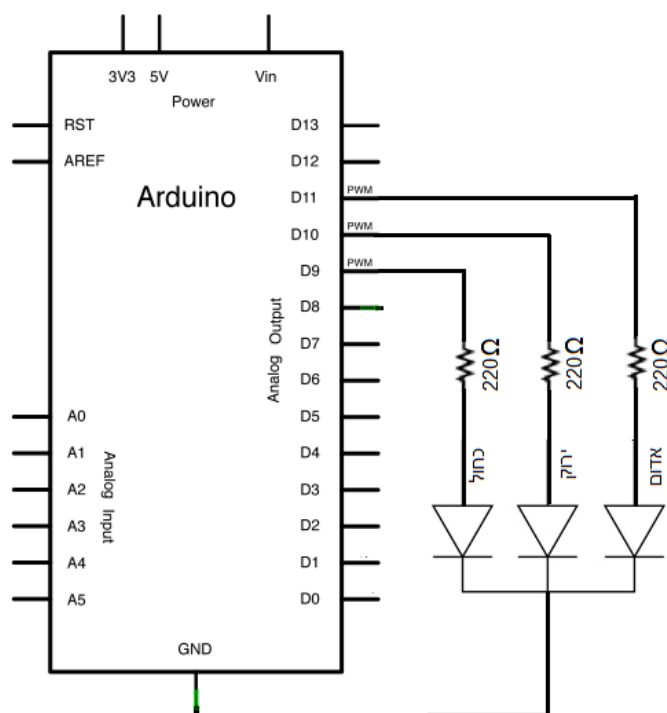 3V3 5V Vin
Power
RST
AREF
Arduino
D13
D12
D11
D10
D9
D8
D7
D6
D5
D4
D3
D2
D1
D0
PWM
PWM
PWM
Analog Output
A0
A1
A2
A3
A4
A5
Analog Input
GND
220Ω
220Ω
220Ω
כחול
ירוק
אדום